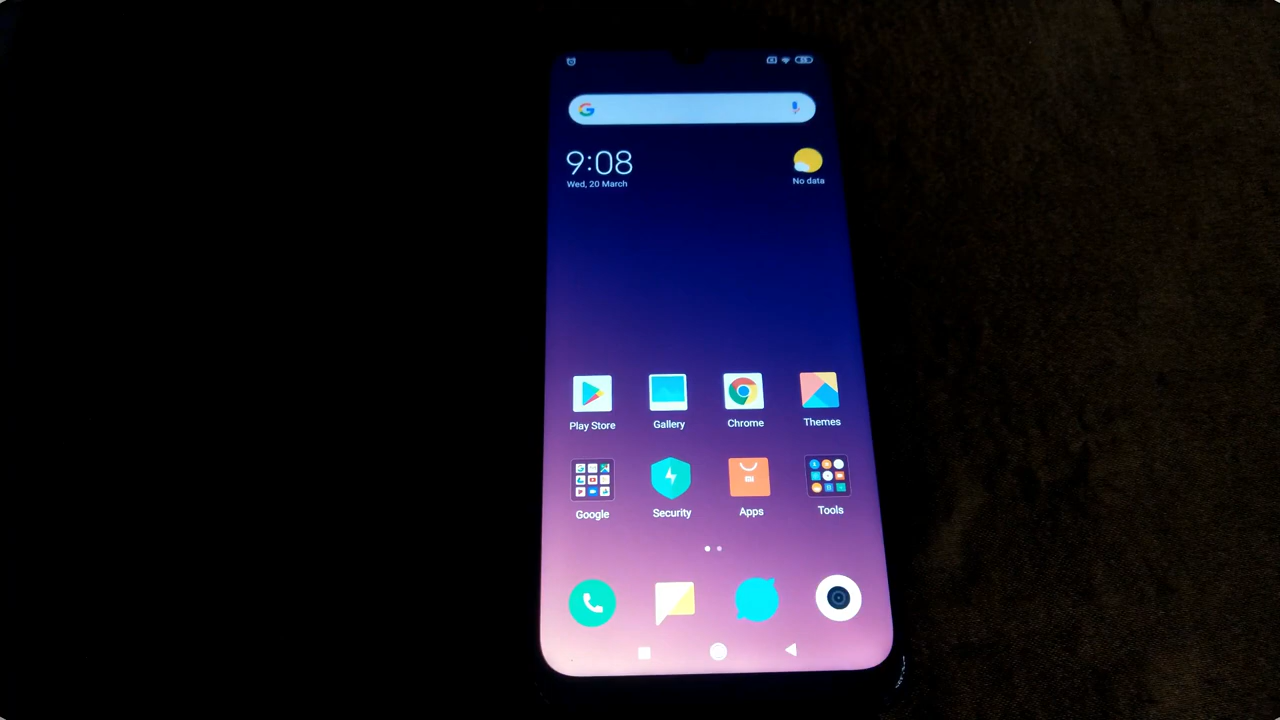 9:08
Wed, 20 March
No data
Play Store
Gallery
Chrome
Themes
Google
Security
Apps
Tools